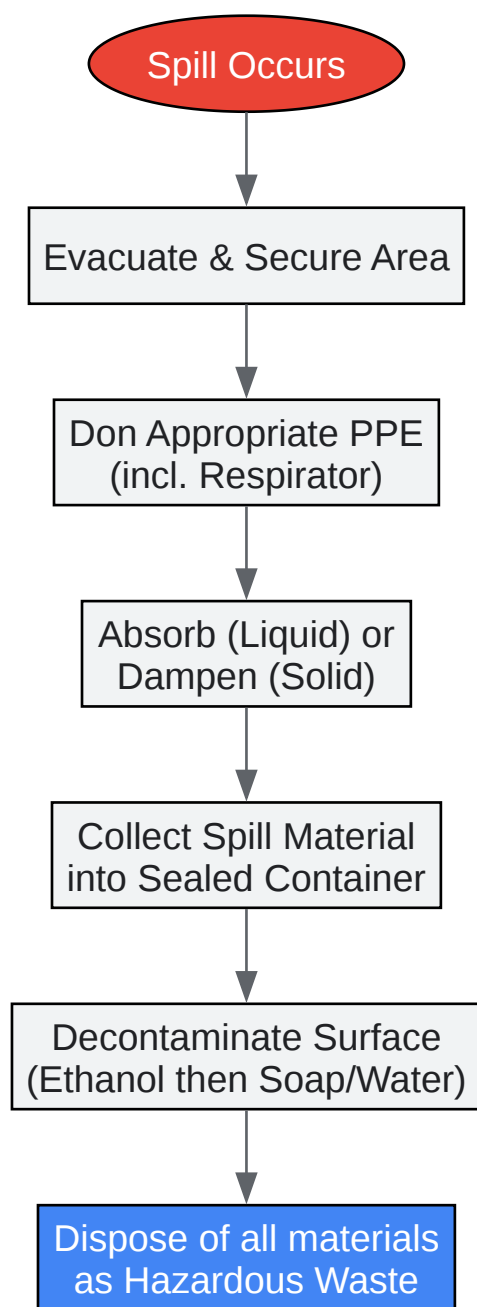 Spill Occurs
Evacuate & Secure Area
Don Appropriate PPE
(incl. Respirator)
Absorb (Liquid) or
Dampen (Solid)
Collect Spill Material
into Sealed Container
Decontaminate Surface
(Ethanol then Soap/Water)
Dispose of all materials
as Hazardous Waste